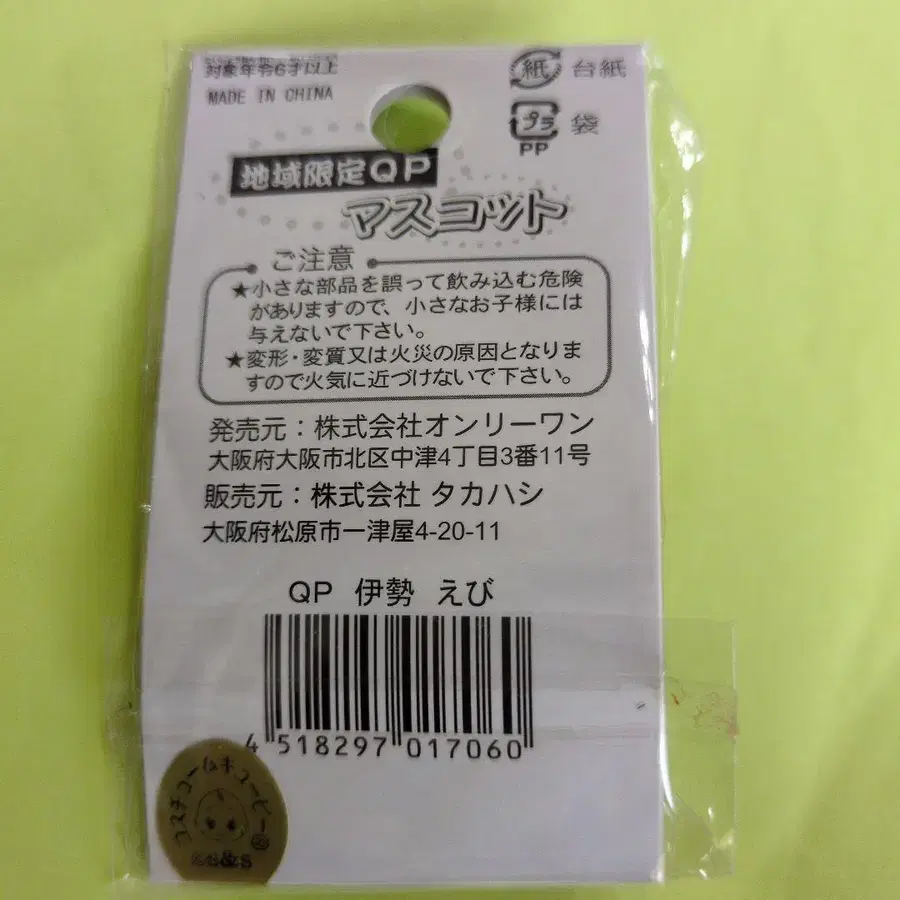 対象年令6才以上
MADE IN CHINA
紙 台紙
プラ 袋
PP
地域限定QP
マスコット
ご注意
★小さな部品を誤って飲み込む危険
がありますので、小さなお子様には
与えないで下さい。
★変形・変質又は火災の原因となりま
すので火気に近づけないで下さい。
発売元：株式会社オンリーワン
大阪府大阪市北区中津4丁目3番11号
販売元：株式会社 タカハシ
大阪府松原市一津屋4-20-11
QP 伊勢 えび
4 518297 017060
コスチュームキューピー